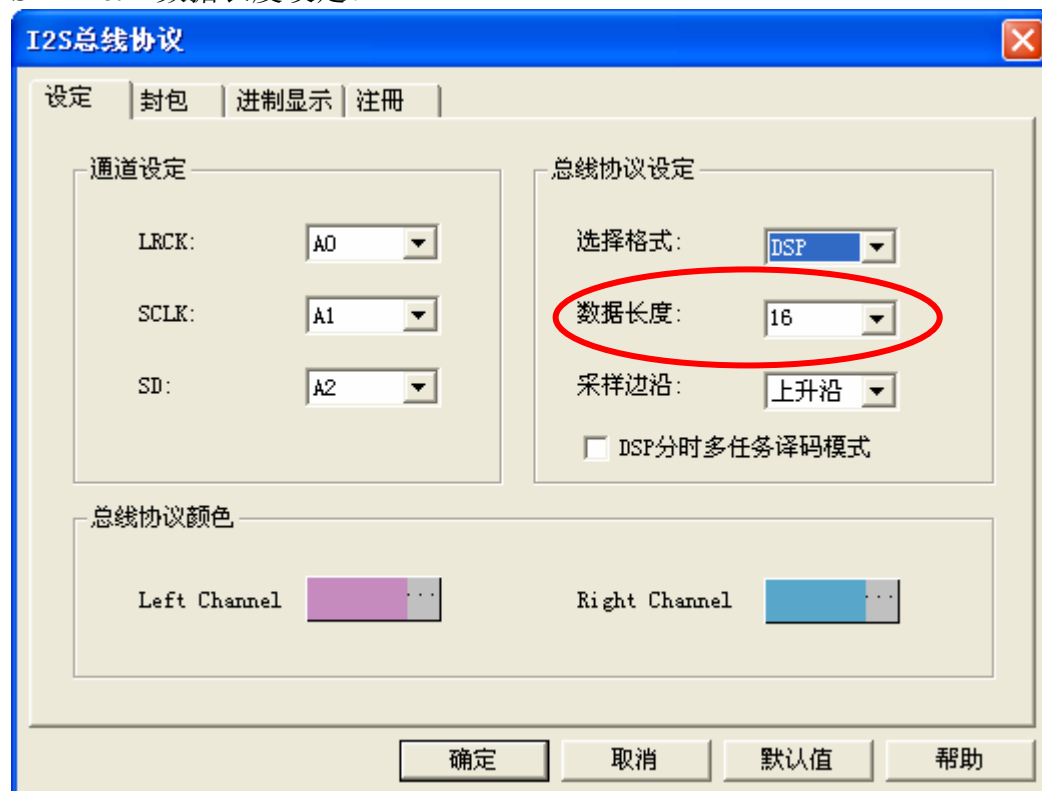 I2S总线协议
设定 封包 进制显示 注册
通道设定
LRCK: A0
SCLK: A1
SD: A2
总线协议设定
选择格式: DSP
数据长度: 16
采样边沿: 上升沿
DSP分时多任务译码模式
总线协议颜色
Left Channel ... Right Channel ...
确定 取消 默认值 帮助